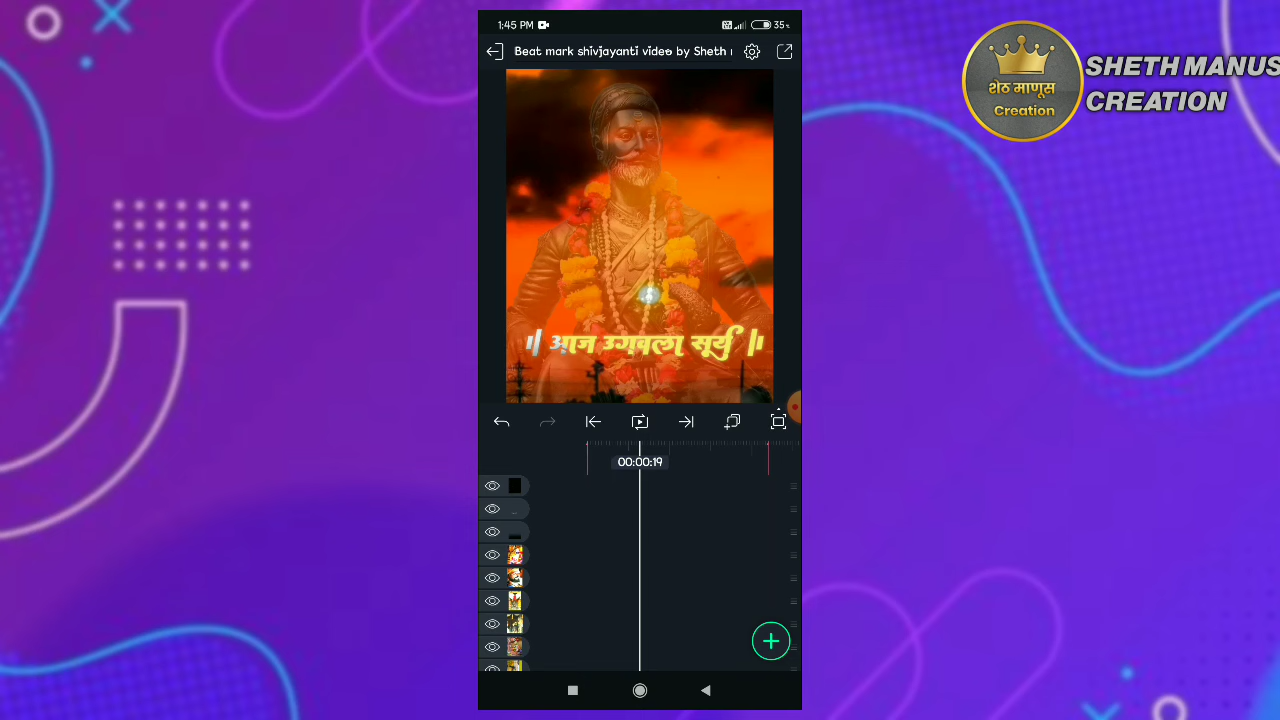 1:45 PM
35
Beat mark shivjayanti video by Sheth
|| आज उगवला सूर्य ||
00:00:19
शेठ माणूस
Creation
SHETH MANUS
CREATION